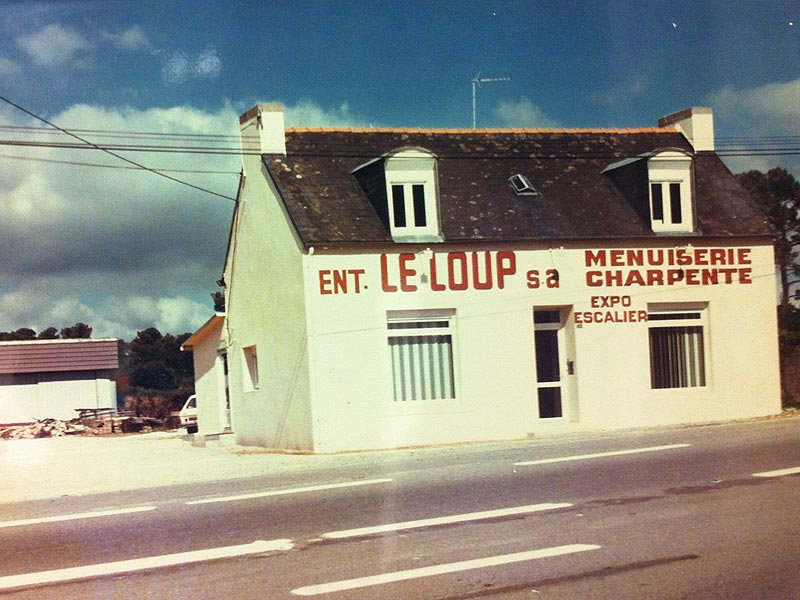 ENT. LE LOUP s.a
MENUISERIE
CHARPENTE
EXPO
ESCALIER